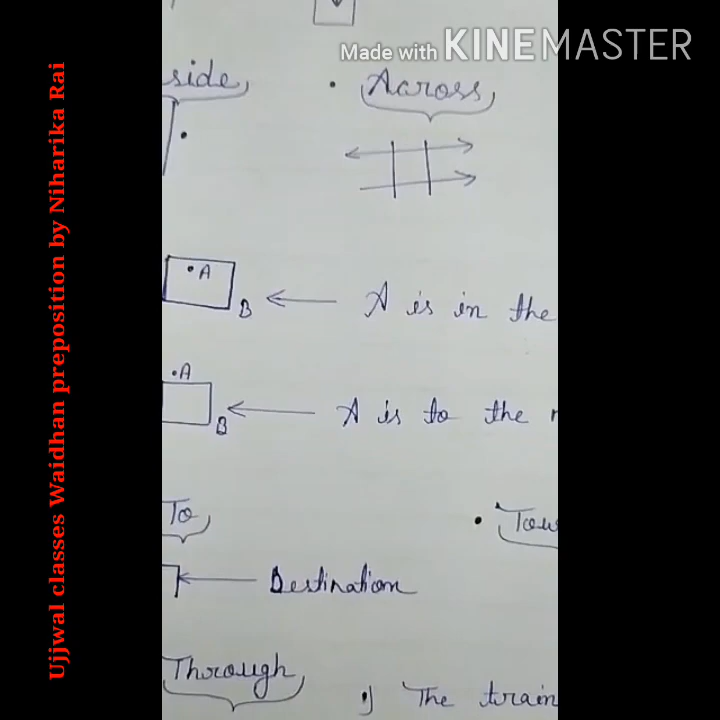 Made with KINEMASTER
side • Across
•A
B
A is in the
•A
B
A is to the
To •
Destination
Through
The train
Ujjwal classes Waidhan preposition by Niharika Rai